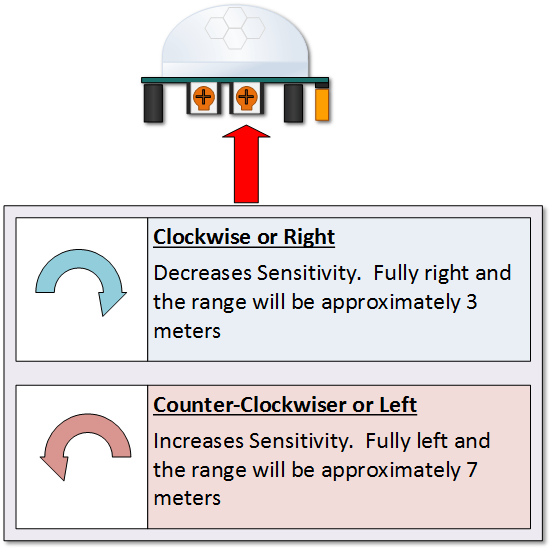 Clockwise or Right
Decreases Sensitivity.  Fully right and
the range will be approximately 3
meters
Counter-Clockwiser or Left
Increases Sensitivity.  Fully left and
the range will be approximately 7
meters